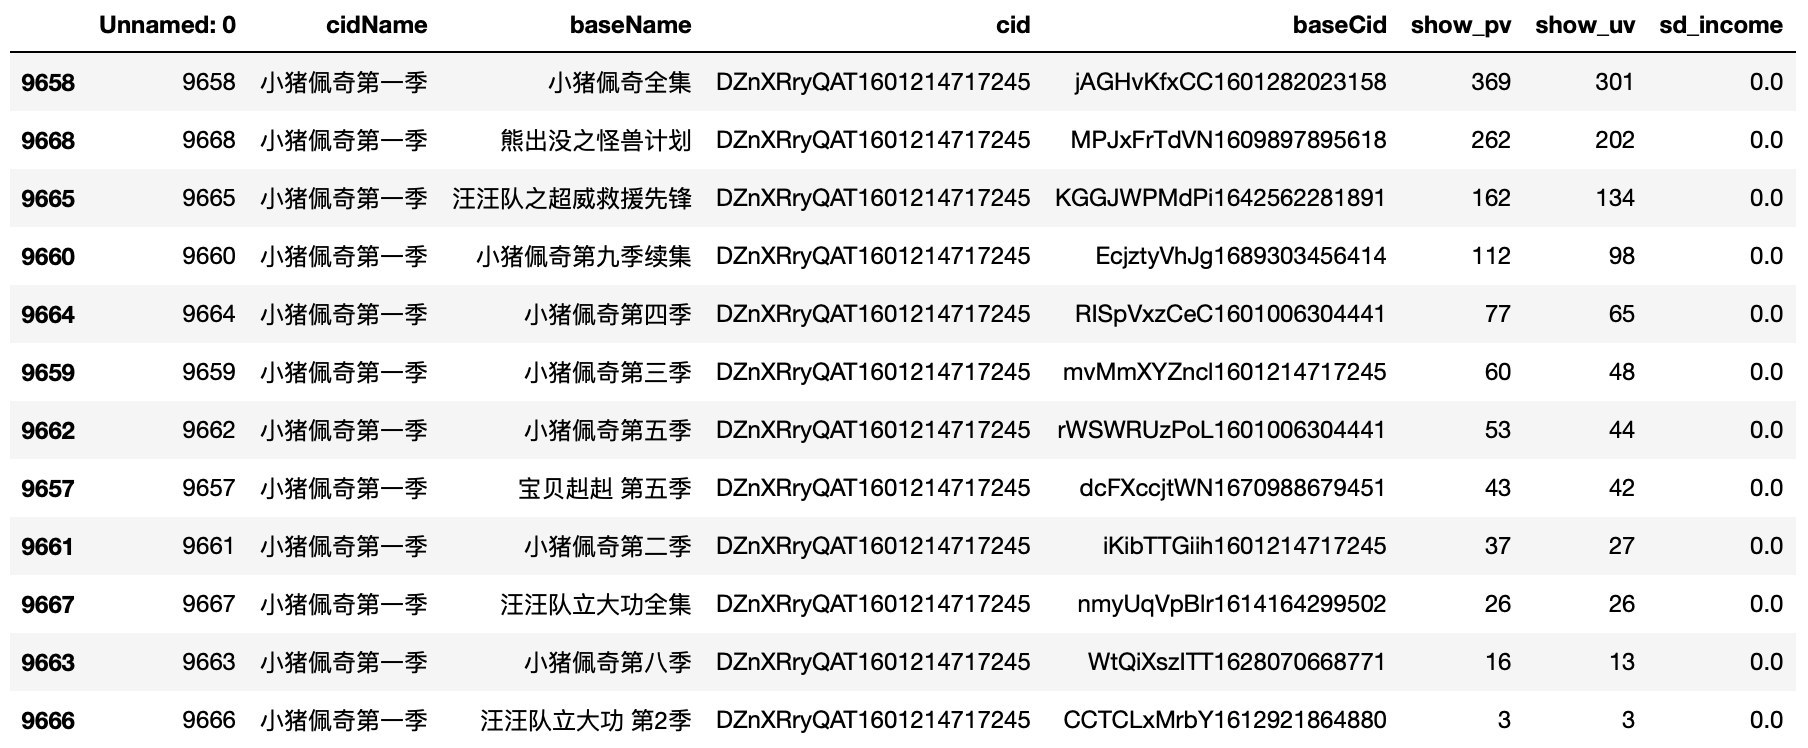 Unnamed: 0 cidName baseName cid baseCid show_pv show_uv sd_income
9658 9658 小猪佩奇第一季 小猪佩奇全集 DZnXRryQAT1601214717245 jAGHvKfxCC1601282023158 369 301 0.0
9668 9668 小猪佩奇第一季 熊出没之怪兽计划 DZnXRryQAT1601214717245 MPJxFrTdVN1609897895618 262 202 0.0
9665 9665 小猪佩奇第一季 汪汪队之超威救援先锋 DZnXRryQAT1601214717245 KGGJWPMdPi1642562281891 162 134 0.0
9660 9660 小猪佩奇第一季 小猪佩奇第九季续集 DZnXRryQAT1601214717245 EcjztyVhJg1689303456414 112 98 0.0
9664 9664 小猪佩奇第一季 小猪佩奇第四季 DZnXRryQAT1601214717245 RISpVxzCeC1601006304441 77 65 0.0
9659 9659 小猪佩奇第一季 小猪佩奇第三季 DZnXRryQAT1601214717245 mvMmXYZncl1601214717245 60 48 0.0
9662 9662 小猪佩奇第一季 小猪佩奇第五季 DZnXRryQAT1601214717245 rWSWRUzPoL1601006304441 53 44 0.0
9657 9657 小猪佩奇第一季 宝贝赳赳 第五季 DZnXRryQAT1601214717245 dcFXccjtWN1670988679451 43 42 0.0
9661 9661 小猪佩奇第一季 小猪佩奇第二季 DZnXRryQAT1601214717245 iKibTTGiih1601214717245 37 27 0.0
9667 9667 小猪佩奇第一季 汪汪队立大功全集 DZnXRryQAT1601214717245 nmyUqVpBlr1614164299502 26 26 0.0
9663 9663 小猪佩奇第一季 小猪佩奇第八季 DZnXRryQAT1601214717245 WtQiXszITT1628070668771 16 13 0.0
9666 9666 小猪佩奇第一季 汪汪队立大功 第2季 DZnXRryQAT1601214717245 CCTCLxMrbY1612921864880 3 3 0.0